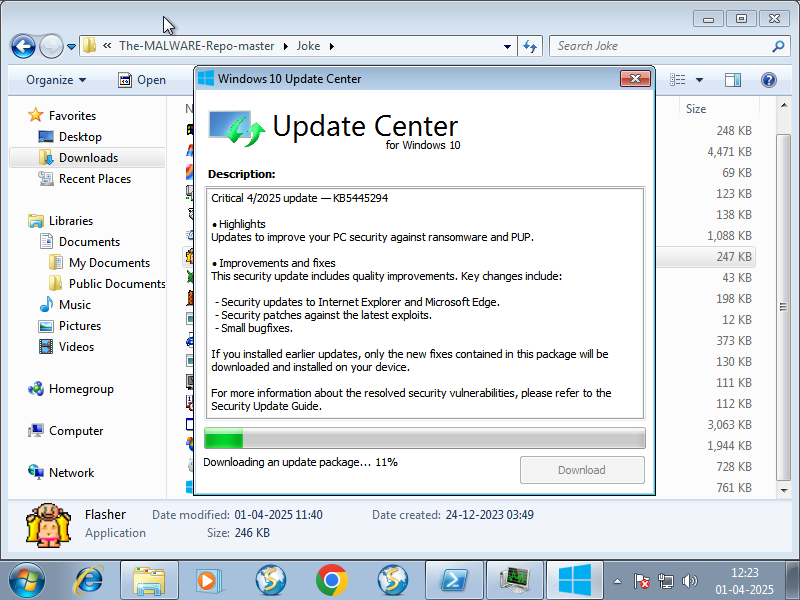 « The-MALWARE-Repo-master ▸ Joke ▸
Search Joke
Organize
Open
Windows 10 Update Center
Update Center
for Windows 10
Description:
Critical 4/2025 update — KB5445294
• Highlights
Updates to improve your PC security against ransomware and PUP.
• Improvements and fixes
This security update includes quality improvements. Key changes include:
- Security updates to Internet Explorer and Microsoft Edge.
- Security patches against the latest exploits.
- Small bugfixes.
If you installed earlier updates, only the new fixes contained in this package will be
downloaded and installed on your device.
For more information about the resolved security vulnerabilities, please refer to the
Security Update Guide.
Downloading an update package... 11%
Download
Favorites
Desktop
Downloads
Recent Places
Libraries
Documents
My Documents
Public Documents
Music
Pictures
Videos
Homegroup
Computer
Network
N
Size
248 KB
4,471 KB
69 KB
123 KB
138 KB
1,088 KB
247 KB
43 KB
198 KB
12 KB
373 KB
130 KB
111 KB
112 KB
3,063 KB
1,944 KB
728 KB
761 KB
Flasher
Date modified: 01-04-2025 11:40
Date created: 24-12-2023 03:49
Application
Size: 246 KB
12:23
01-04-2025